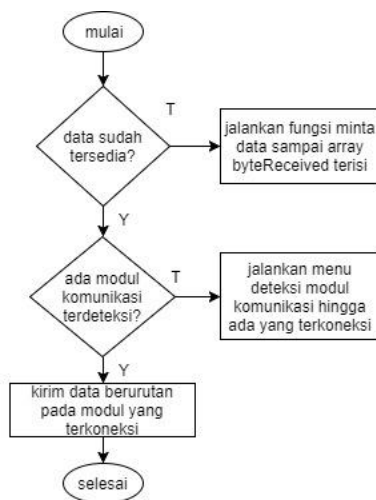 mulai
T
data sudah
tersedia?
jalankan fungsi minta
data sampai array
byteReceived terisi
Y
ada modul
komunikasi
terdeteksi?
T
jalankan menu
deteksi modul
komunikasi hingga
ada yang terkoneksi
Y
kirim data berurutan
pada modul yang
terkoneksi
selesai